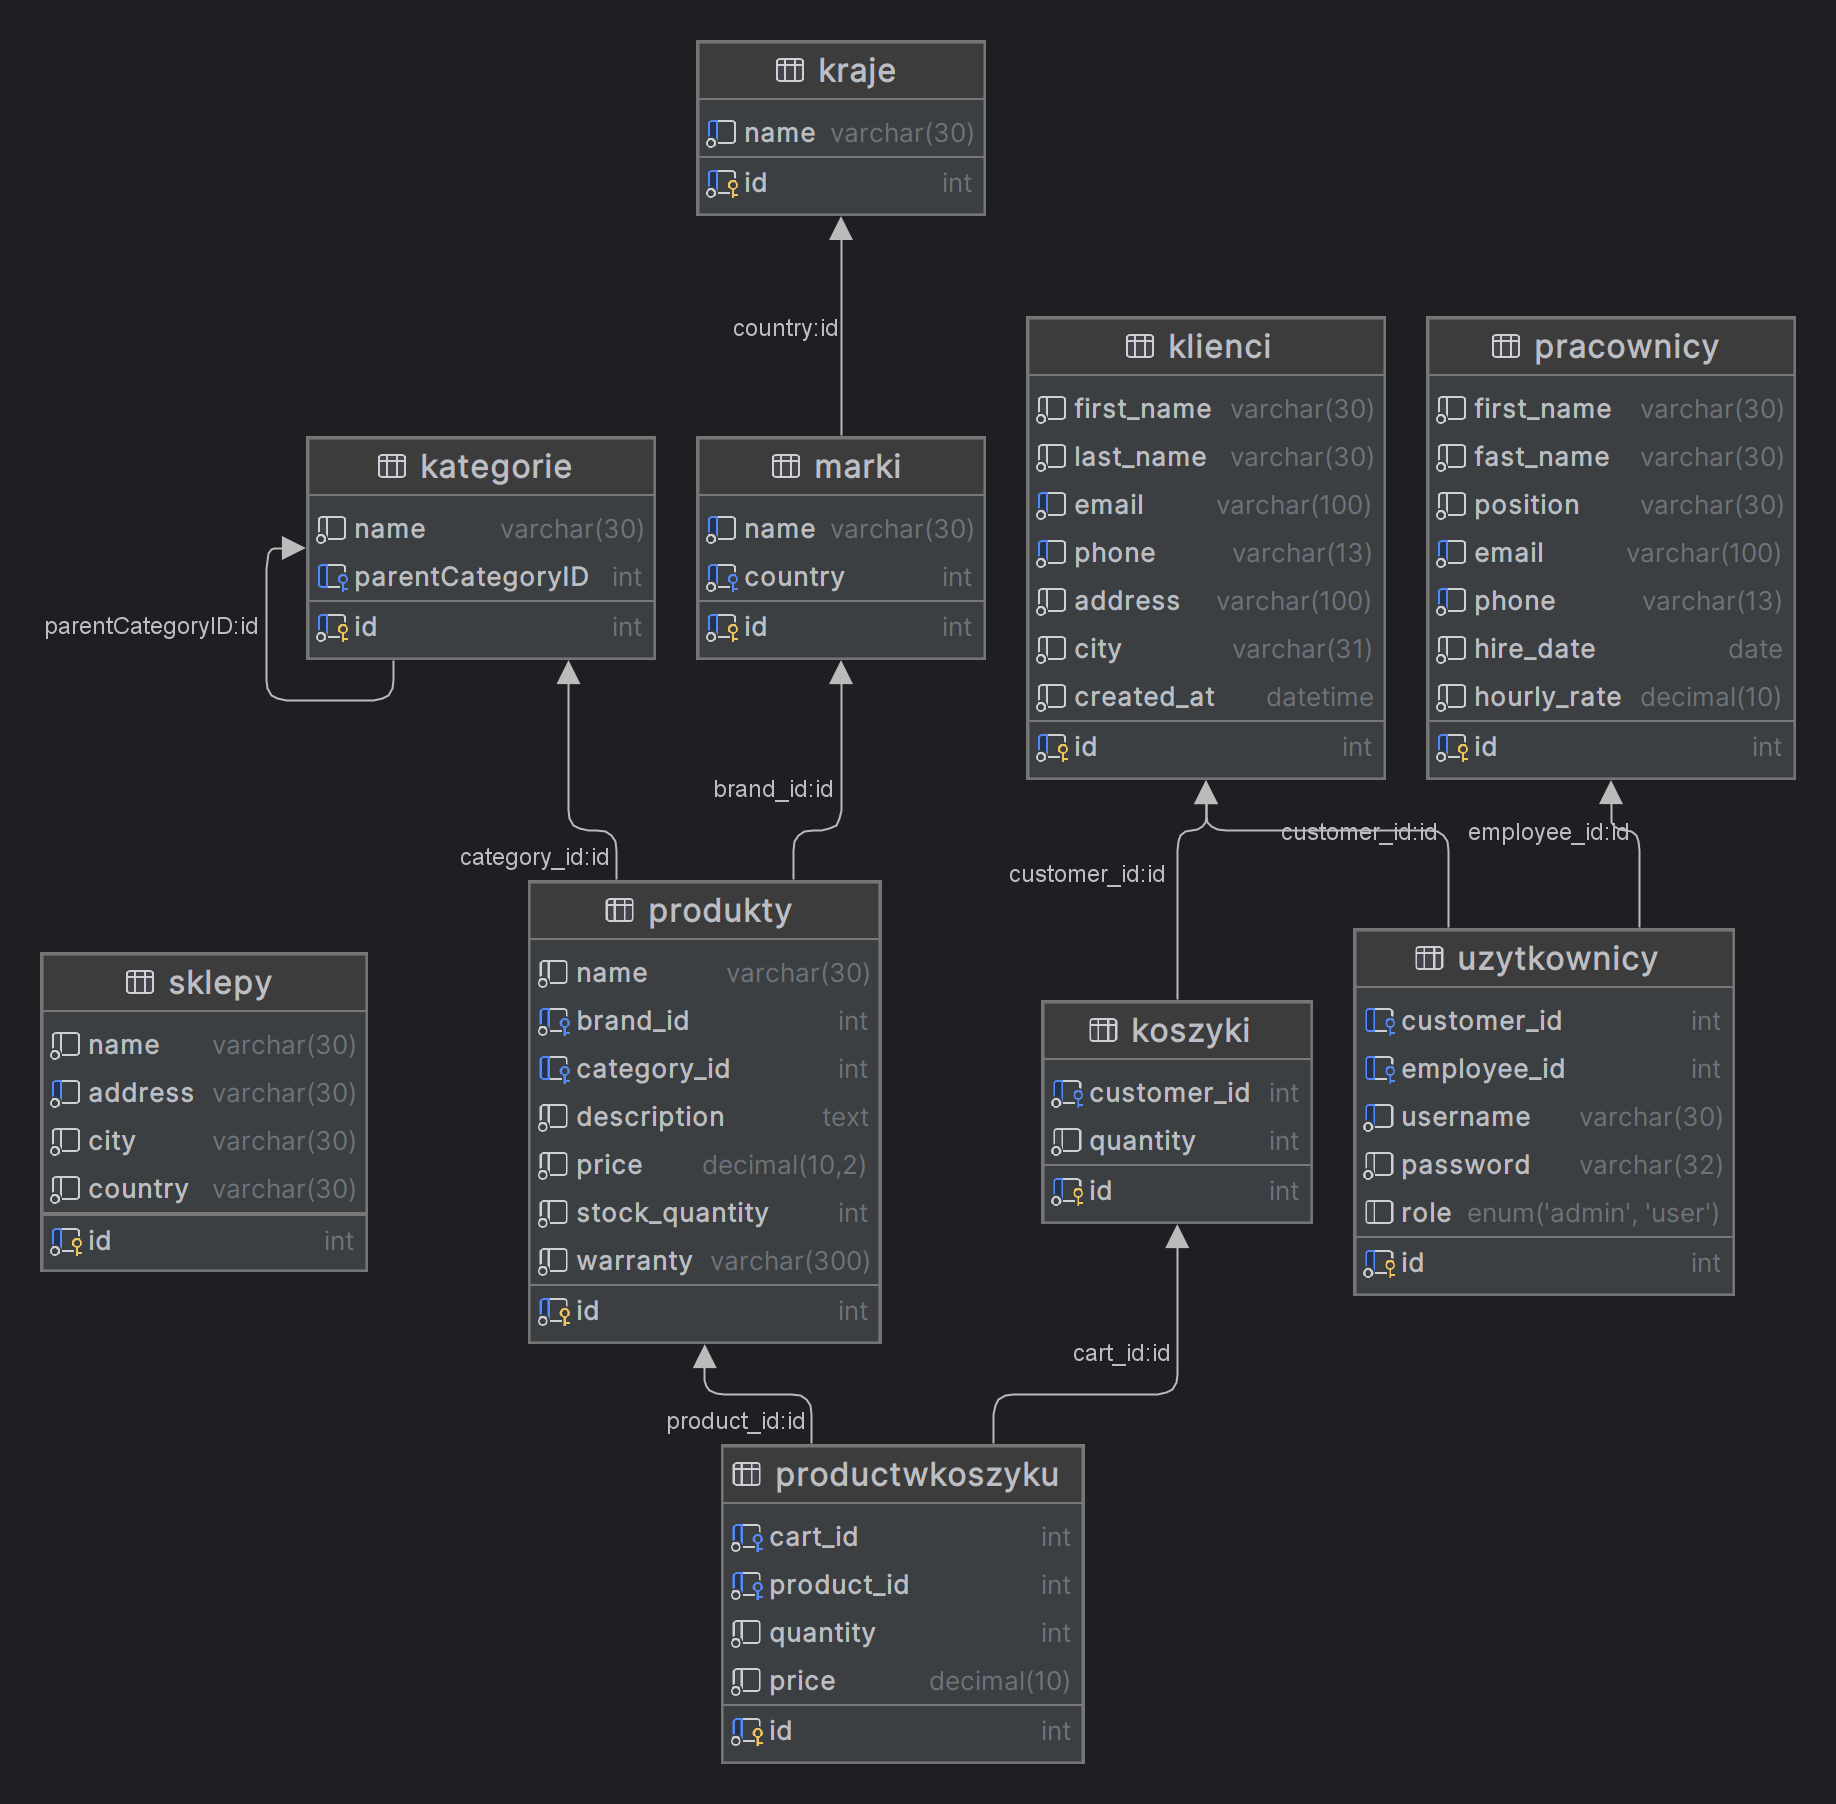 kraje
name varchar(30)
id int
country:id
kategorie
name varchar(30)
parentCategoryID int
id int
parentCategoryID:id
marki
name varchar(30)
country int
id int
klienci
first_name varchar(30)
last_name varchar(30)
email varchar(100)
phone varchar(13)
address varchar(100)
city varchar(31)
created_at datetime
id int
pracownicy
first_name varchar(30)
fast_name varchar(30)
position varchar(30)
email varchar(100)
phone varchar(13)
hire_date date
hourly_rate decimal(10)
id int
category_id:id
brand_id:id
customer_id:id
customer_id:id
employee_id:id
sklepy
name varchar(30)
address varchar(30)
city varchar(30)
country varchar(30)
id int
produkty
name varchar(30)
brand_id int
category_id int
description text
price decimal(10,2)
stock_quantity int
warranty varchar(300)
id int
koszyki
customer_id int
quantity int
id int
uzytkownicy
customer_id int
employee_id int
username varchar(30)
password varchar(32)
role enum('admin', 'user')
id int
product_id:id
cart_id:id
productwkoszyku
cart_id int
product_id int
quantity int
price decimal(10)
id int